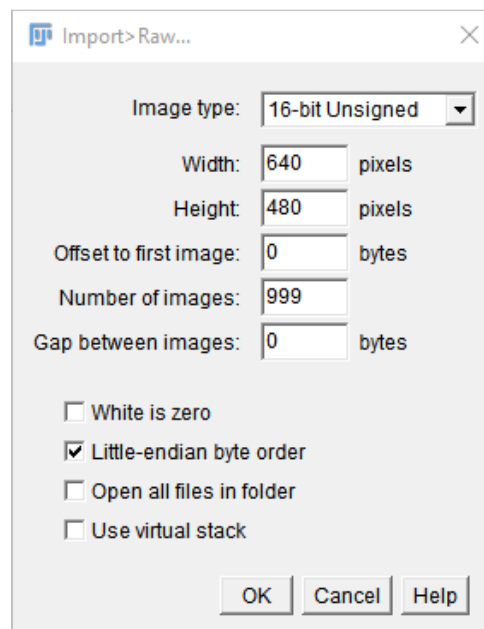 Import>Raw...
Image type: 16-bit Unsigned
Width: 640 pixels
Height: 480 pixels
Offset to first image: 0 bytes
Number of images: 999
Gap between images: 0 bytes
White is zero
Little-endian byte order
Open all files in folder
Use virtual stack
OK Cancel Help